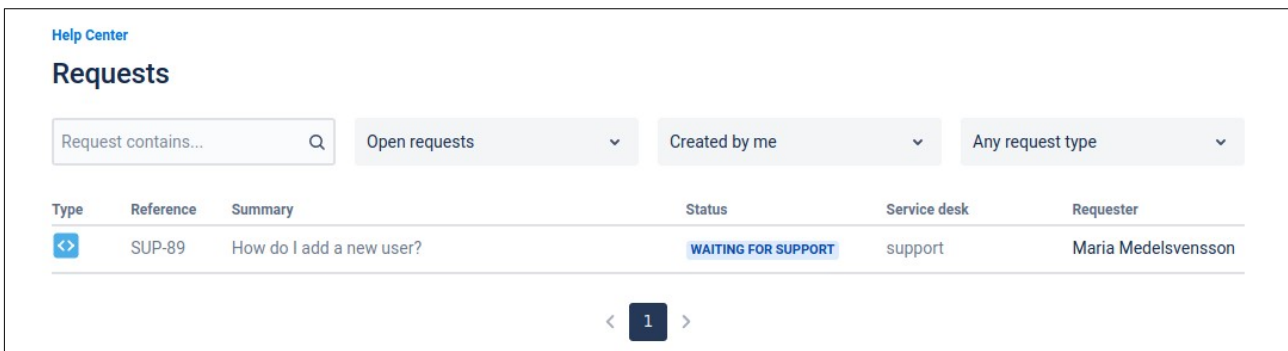 Help Center
Requests
Request contains... Open requests Created by me Any request type
Type Reference Summary Status Service desk Requester
SUP-89 How do I add a new user? WAITING FOR SUPPORT support Maria Medelsvensson
1